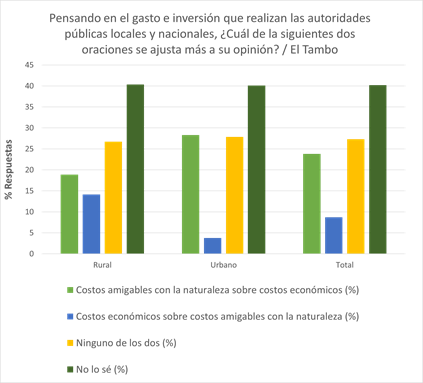 Pensando en el gasto e inversión que realizan las autoridades
públicas locales y nacionales, ¿Cuál de la siguientes dos
oraciones se ajusta más a su opinión? / El Tambo
% Respuestas
45
40
35
30
25
20
15
10
5
0
Rural
Urbano
Total
Costos amigables con la naturaleza sobre costos económicos (%)
Costos económicos sobre costos amigables con la naturaleza (%)
Ninguno de los dos (%)
No lo sé (%)